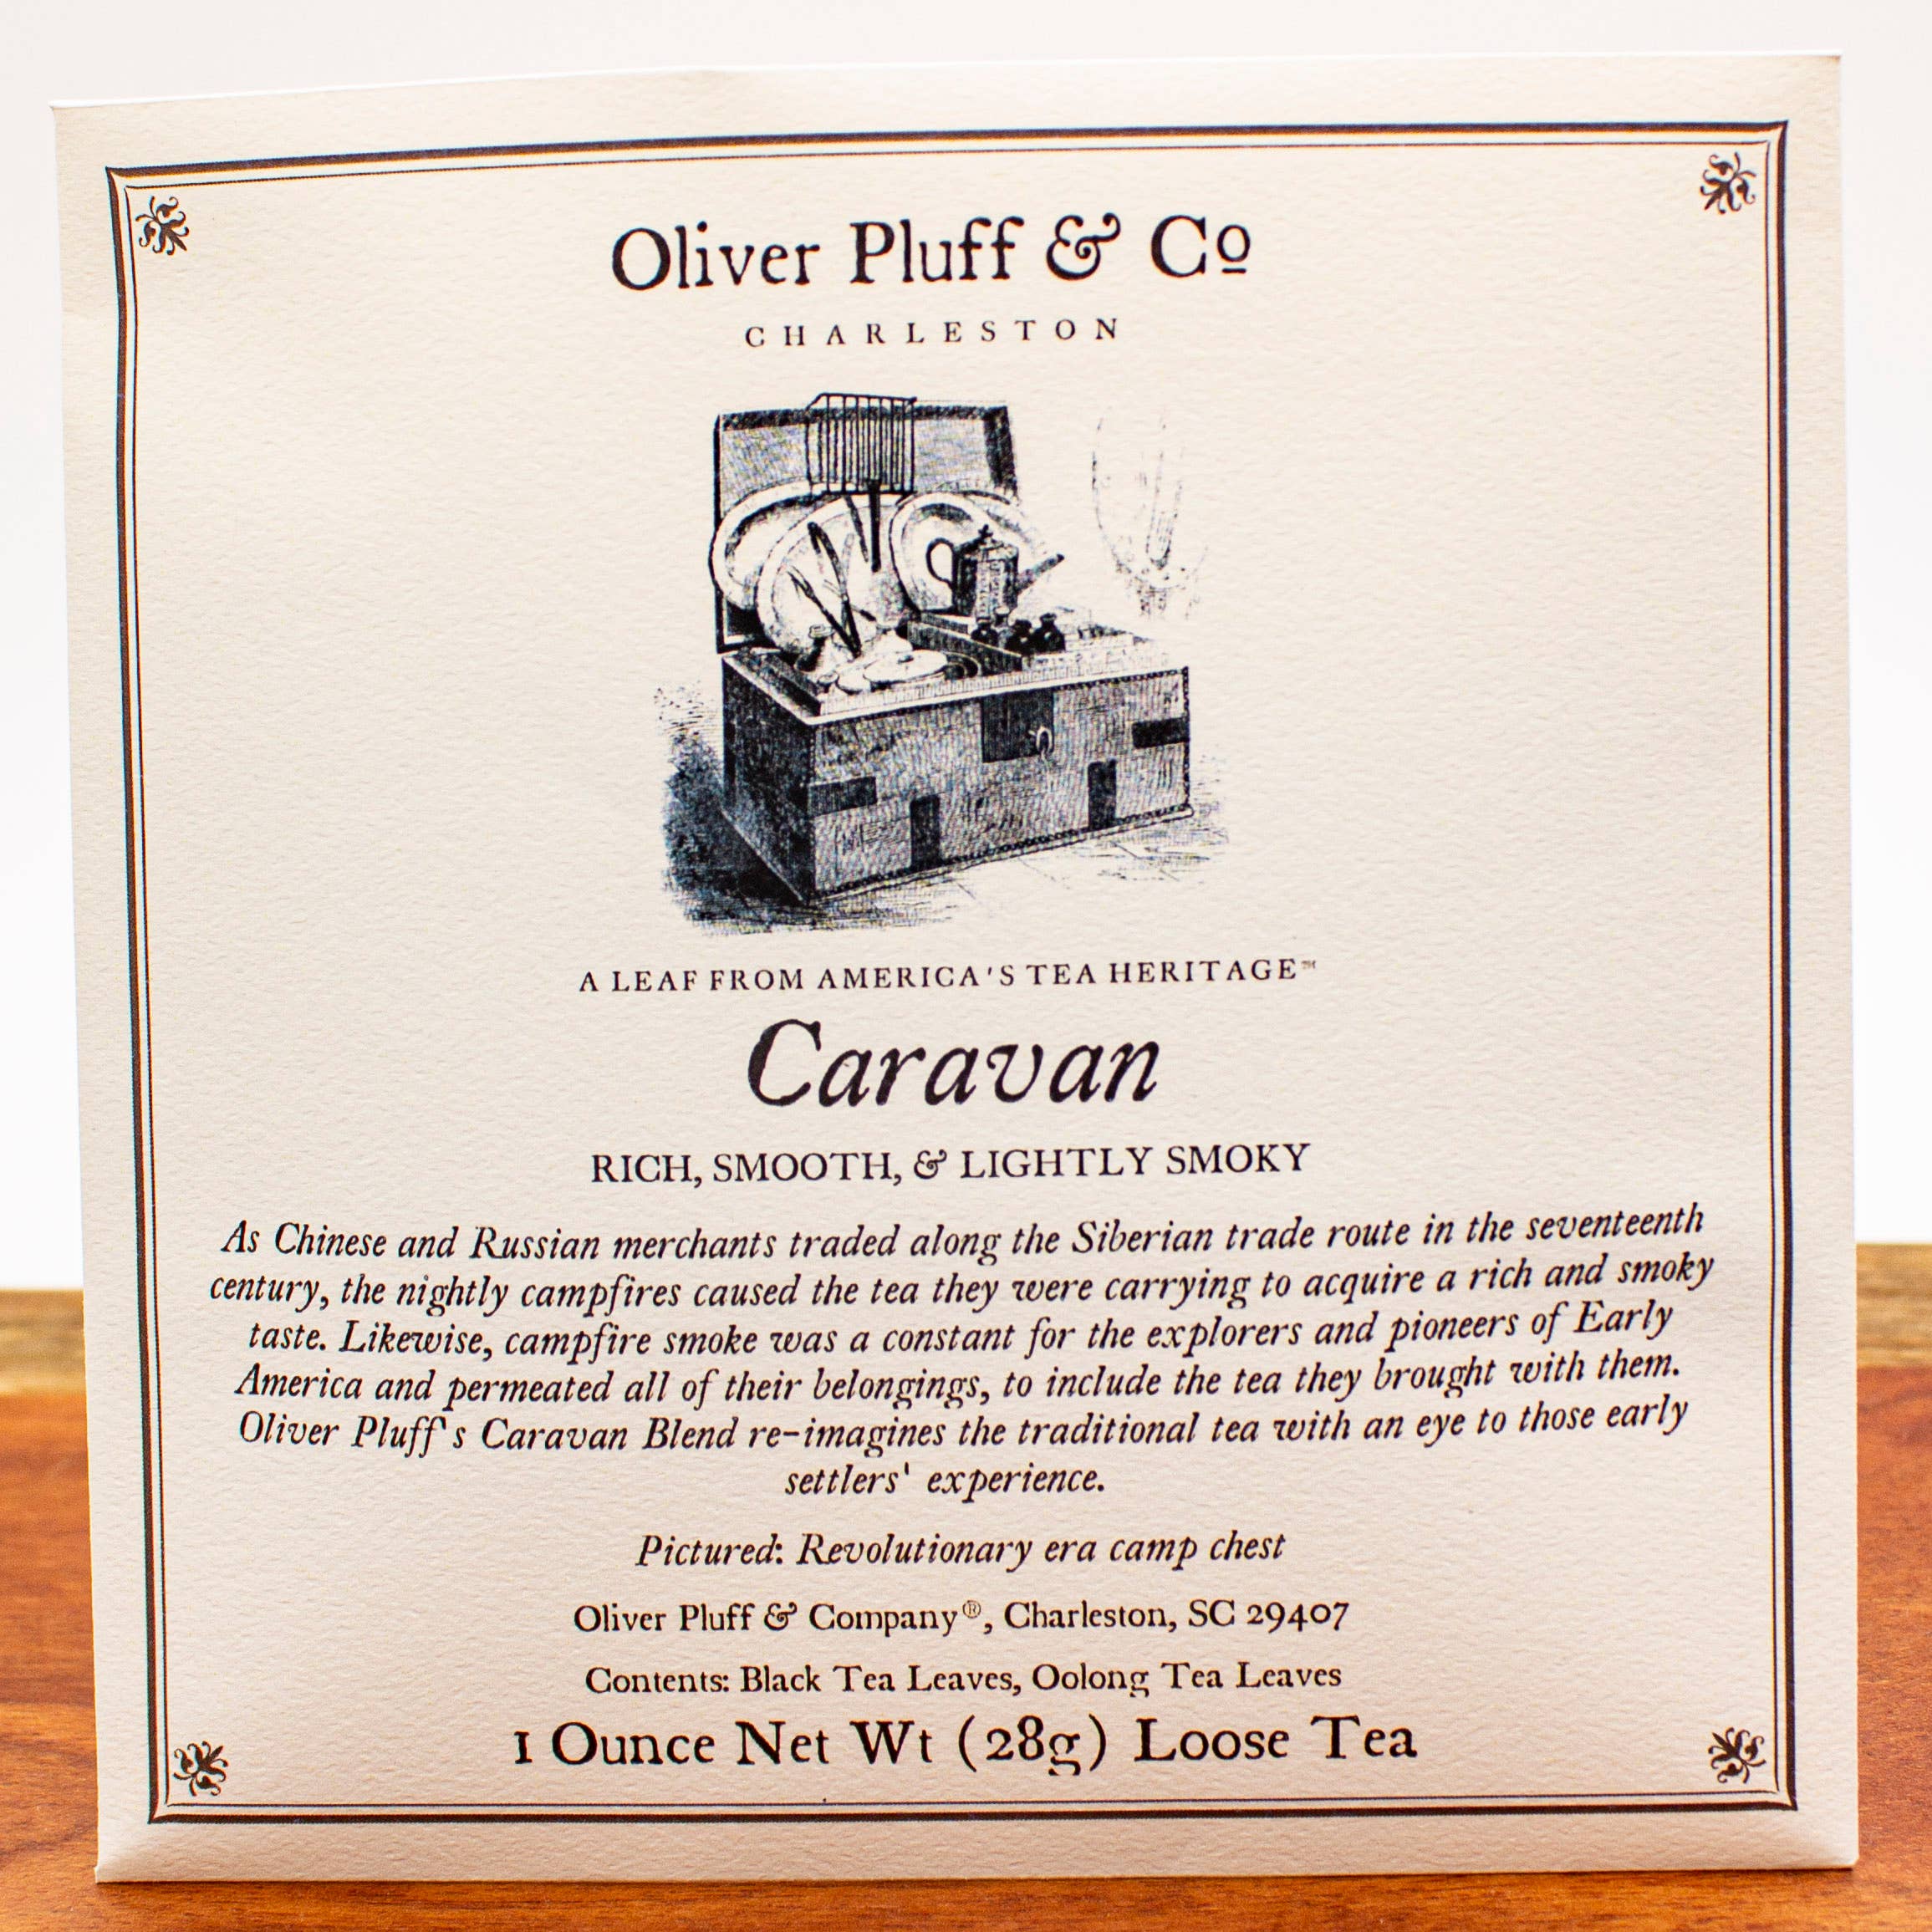 Oliver Pluff & Co
CHARLESTON
A LEAF FROM AMERICA'S TEA HERITAGE™
Caravan
RICH, SMOOTH, & LIGHTLY SMOKY
As Chinese and Russian merchants traded along the Siberian trade route in the seventeenth
century, the nightly campfires caused the tea they were carrying to acquire a rich and smoky
taste. Likewise, campfire smoke was a constant for the explorers and pioneers of Early
America and permeated all of their belongings, to include the tea they brought with them.
Oliver Pluff's Caravan Blend re-imagines the traditional tea with an eye to those early
settlers' experience.
Pictured: Revolutionary era camp chest
Oliver Pluff & Company®, Charleston, SC 29407
Contents: Black Tea Leaves, Oolong Tea Leaves
1 Ounce Net Wt (28g) Loose Tea